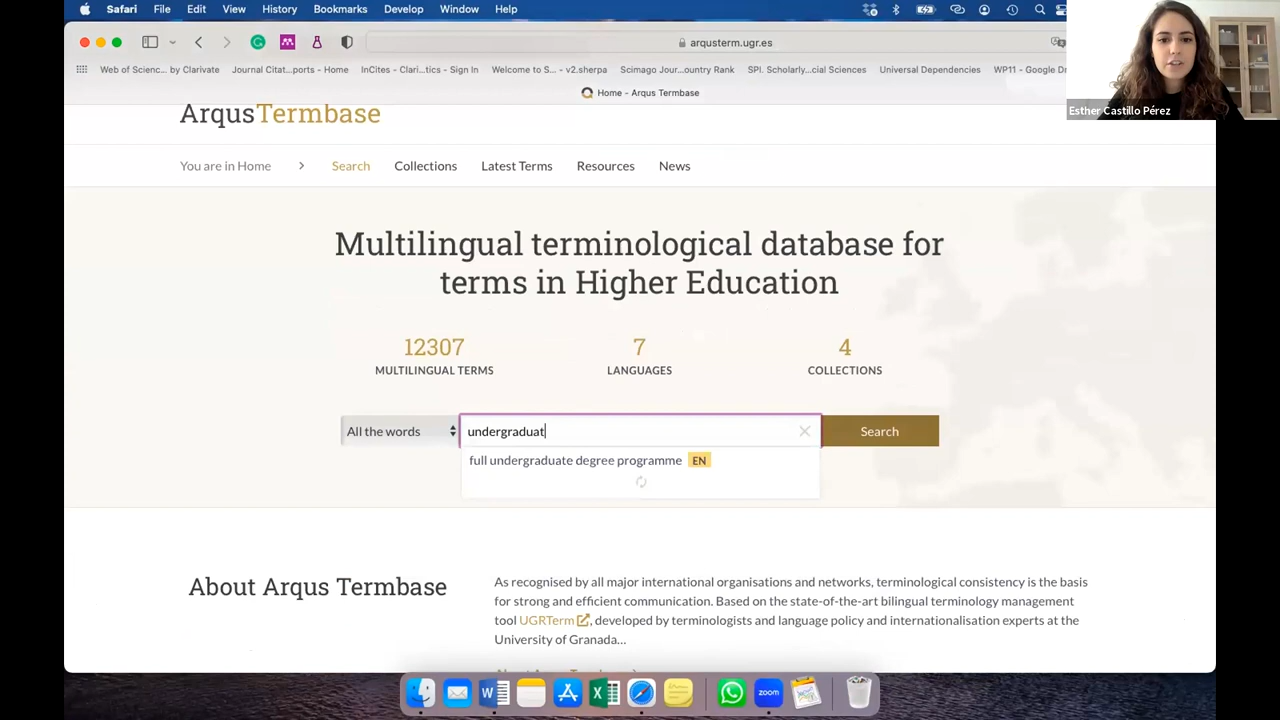 Safari File Edit View History Bookmarks Develop Window Help
arqusterm.ugr.es
Web of Scienc... by Clarivate Journal Citat...ports - Home InCites - Clari...tics - Sign In Welcome to S... - v2.sherpa Scimago Jour...ountry Rank SPI. Scholarly...cial Sciences Universal Dependencies WP11 - Google Dr
Home - Arqus Termbase
Esther Castillo Pérez
ArqusTermbase
You are in Home > Search Collections Latest Terms Resources News
Multilingual terminological database for
terms in Higher Education
12307 7 4
MULTILINGUAL TERMS LANGUAGES COLLECTIONS
All the words undergraduat Search
full undergraduate degree programme EN
About Arqus Termbase
As recognised by all major international organisations and networks, terminological consistency is the basis
for strong and efficient communication. Based on the state-of-the-art bilingual terminology management
tool UGRTerm, developed by terminologists and language policy and internationalisation experts at the
University of Granada...
zoom